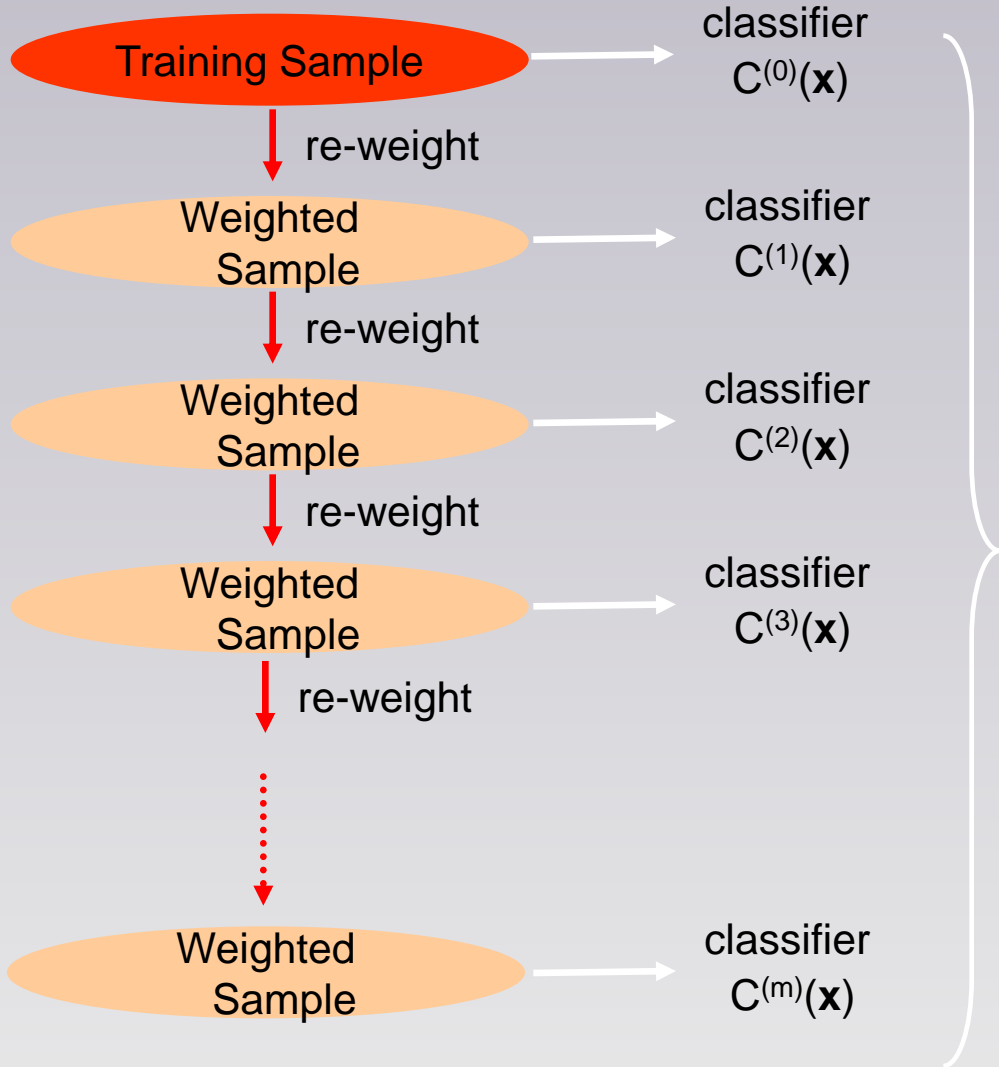 Training Sample
classifier
C⁽⁰⁾(x)
re-weight
Weighted
Sample
classifier
C⁽¹⁾(x)
re-weight
Weighted
Sample
classifier
C⁽²⁾(x)
re-weight
Weighted
Sample
classifier
C⁽³⁾(x)
re-weight
Weighted
Sample
classifier
C⁽ᵐ⁾(x)